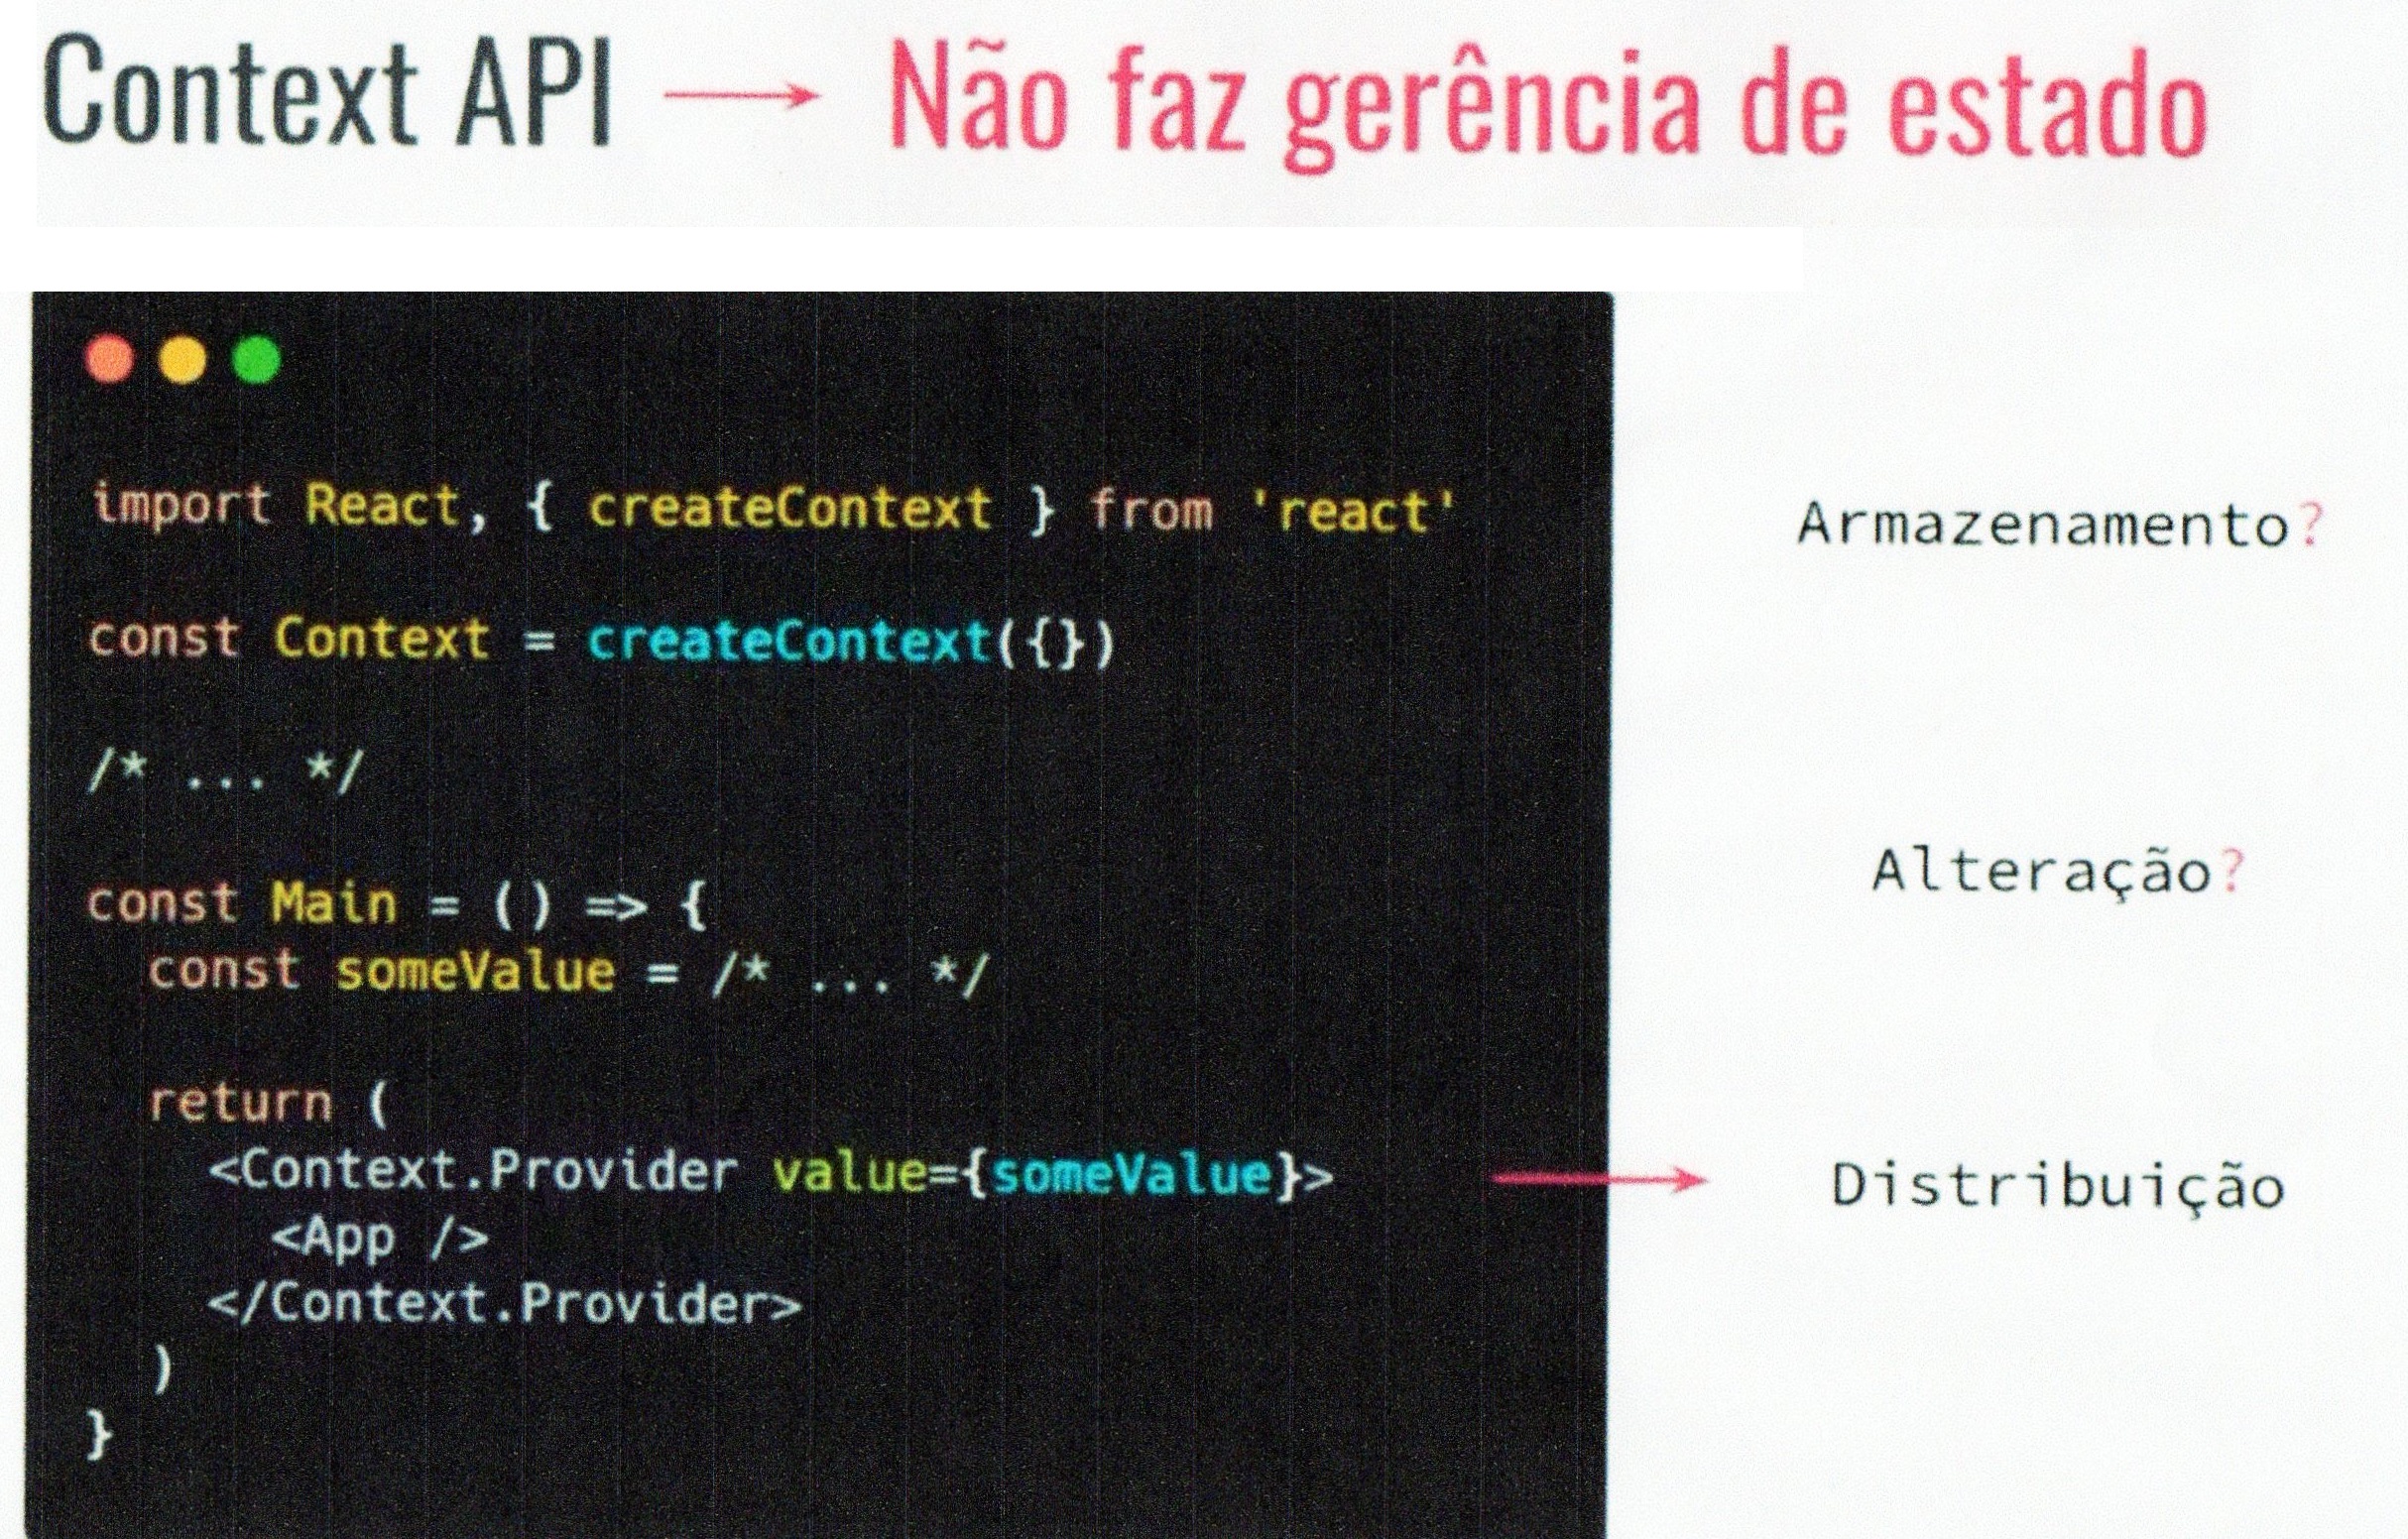 Context API → Não faz gerência de estado
import React, { createContext } from 'react'
Armazenamento?
const Context = createContext({})
/* ... */
Alteração?
const Main = () => {
const someValue = /* ... */
return (
<Context.Provider value={someValue}>
Distribuição
<App />
</Context.Provider>
)
}